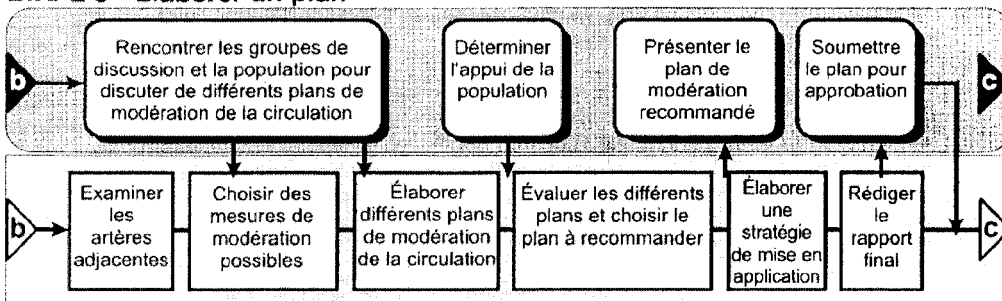 b
Rencontrer les groupes de
discussion et la population pour
discuter de différents plans de
modération de la circulation
Déterminer
l'appui de la
population
Présenter le
plan de
modération
recommandé
Soumettre
le plan pour
approbation
c
b
Examiner
les
artères
adjacentes
Choisir des
mesures de
modération
possibles
Élaborer
différents plans
de modération
de la circulation
Évaluer les différents
plans et choisir le
plan à recommander
Élaborer
une
stratégie
de mise en
application
Rédiger
le
rapport
final
c